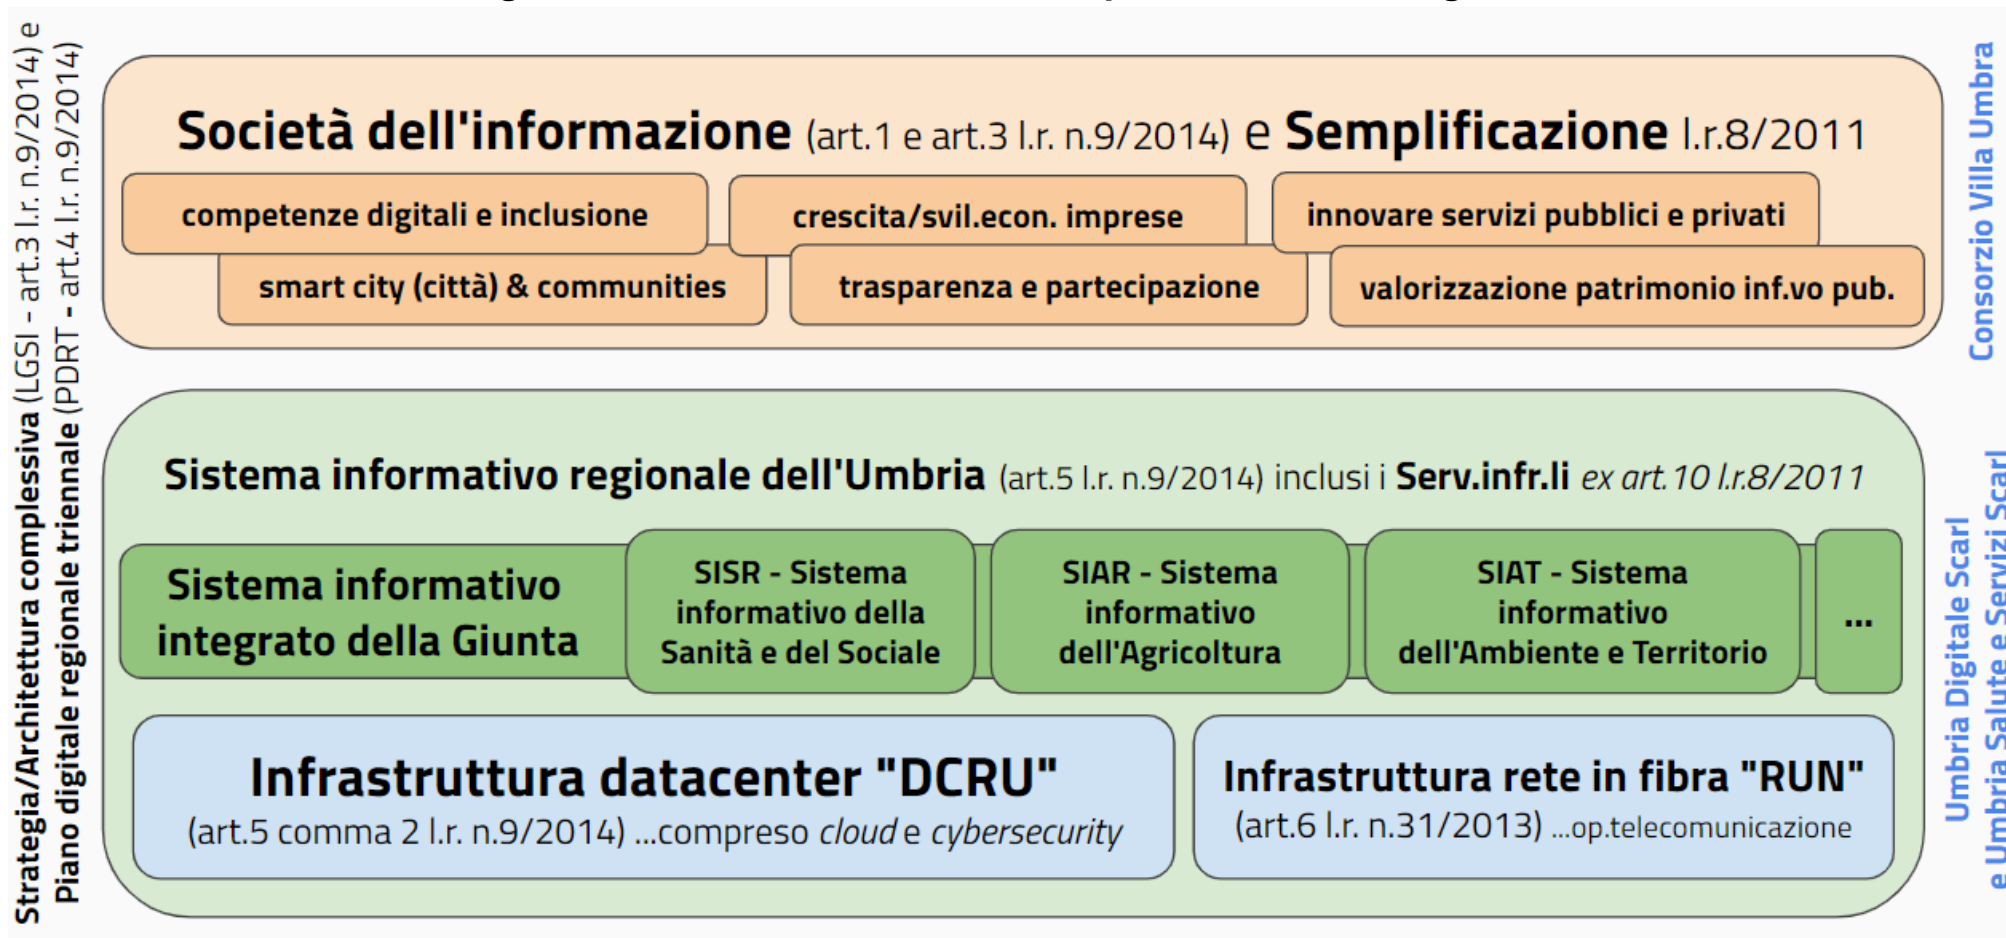 Strategia/Architettura complessiva (LGSI - art.3 l.r. n.9/2014) e
Piano digitale regionale triennale (PDRT - art.4 l.r. n.9/2014)
Società dell'informazione (art.1 e art.3 l.r. n.9/2014) e Semplificazione l.r.8/2011
competenze digitali e inclusione
crescita/svil.econ. imprese
innovare servizi pubblici e privati
smart city (città) & communities
trasparenza e partecipazione
valorizzazione patrimonio inf.vo pub.
Consorzio Villa Umbra
Sistema informativo regionale dell'Umbria (art.5 l.r. n.9/2014) inclusi i Serv.infr.li ex art.10 l.r.8/2011
Sistema informativo
integrato della Giunta
SISR - Sistema
informativo della
Sanità e del Sociale
SIAR - Sistema
informativo
dell'Agricoltura
SIAT - Sistema
informativo
dell'Ambiente e Territorio
...
Infrastruttura datacenter "DCRU"
(art.5 comma 2 l.r. n.9/2014) ...compreso cloud e cybersecurity
Infrastruttura rete in fibra "RUN"
(art.6 l.r. n.31/2013) ...op.telecomunicazione
Umbria Digitale Scarl
e Umbria Salute e Servizi Scarl